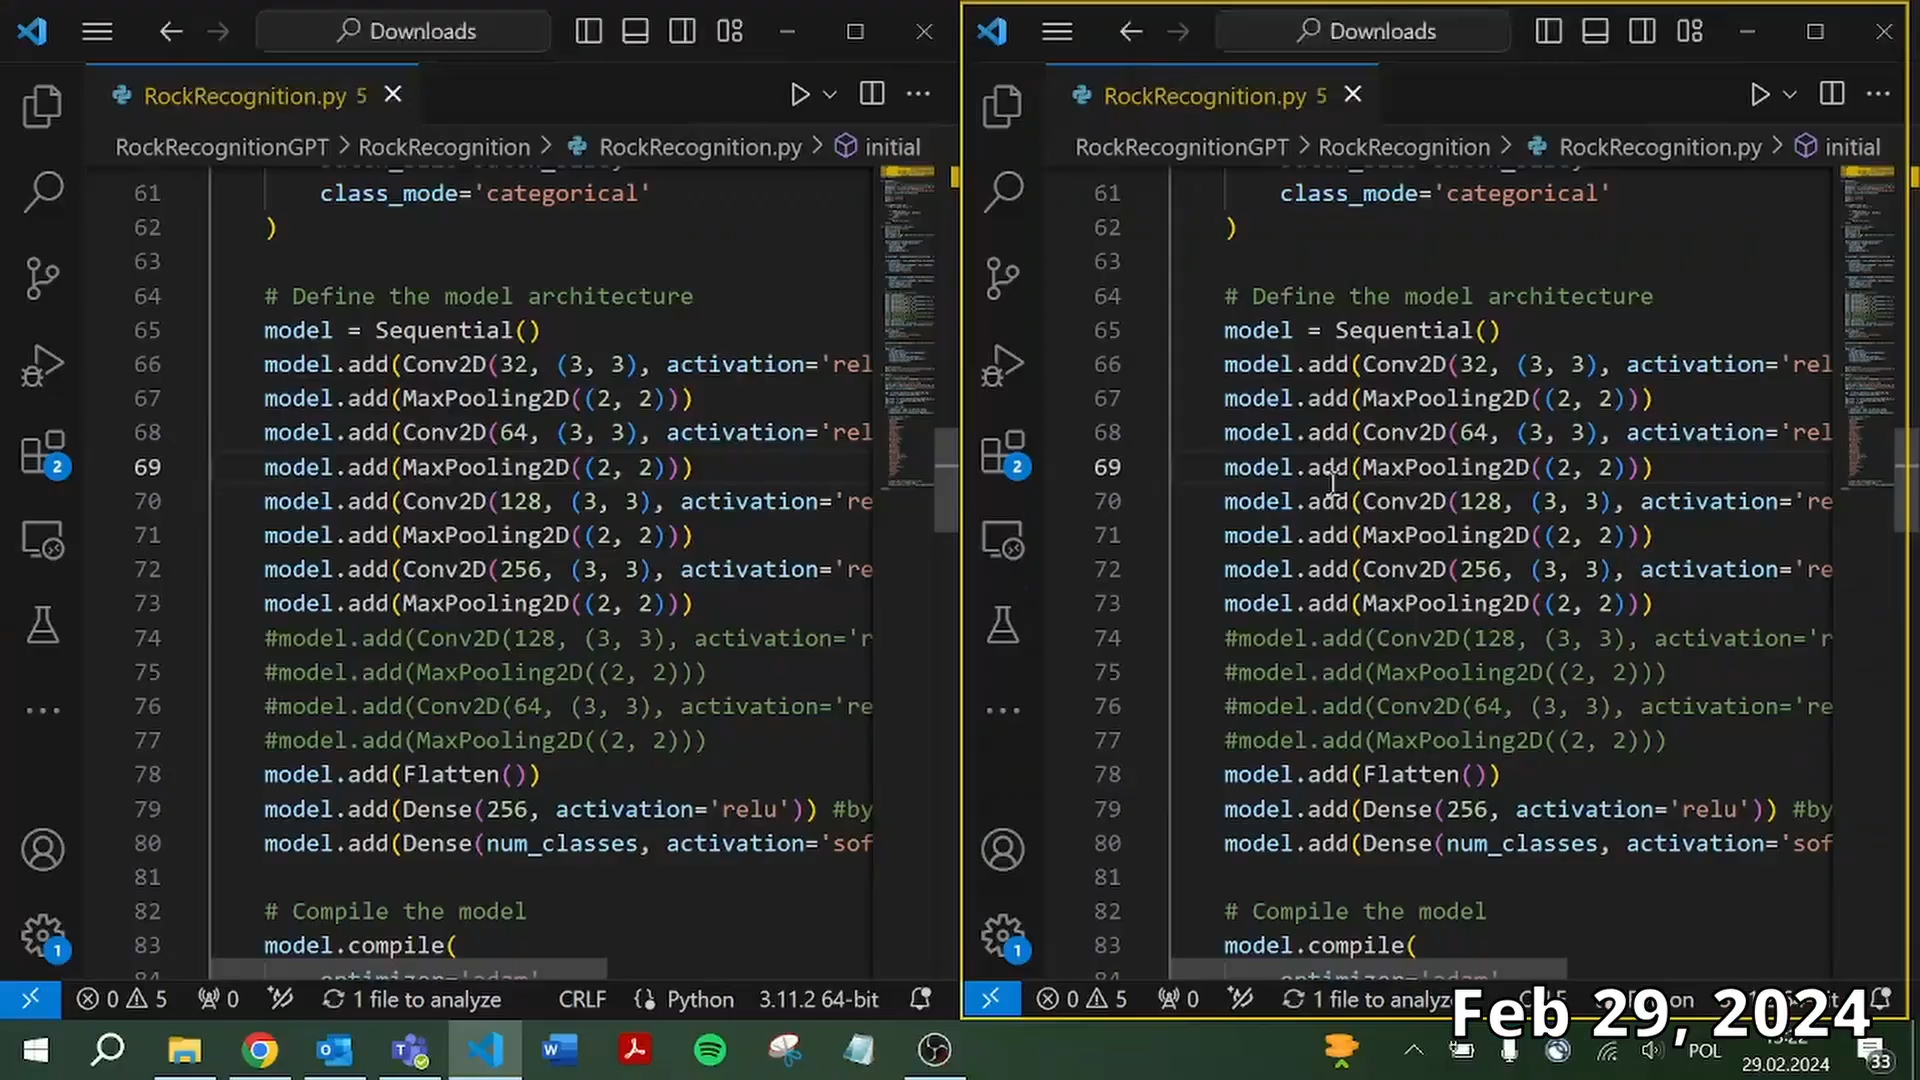 Downloads
RockRecognition.py 5
RockRecognitionGPT > RockRecognition > RockRecognition.py > initial
61 class_mode='categorical'
62 )
63
64 # Define the model architecture
65 model = Sequential()
66 model.add(Conv2D(32, (3, 3), activation='rel
67 model.add(MaxPooling2D((2, 2)))
68 model.add(Conv2D(64, (3, 3), activation='rel
69 model.add(MaxPooling2D((2, 2)))
70 model.add(Conv2D(128, (3, 3), activation='re
71 model.add(MaxPooling2D((2, 2)))
72 model.add(Conv2D(256, (3, 3), activation='re
73 model.add(MaxPooling2D((2, 2)))
74 #model.add(Conv2D(128, (3, 3), activation='r
75 #model.add(MaxPooling2D((2, 2)))
76 #model.add(Conv2D(64, (3, 3), activation='re
77 #model.add(MaxPooling2D((2, 2)))
78 model.add(Flatten())
79 model.add(Dense(256, activation='relu')) #by
80 model.add(Dense(num_classes, activation='sof
81
82 # Compile the model
83 model.compile(
84 optimizer='adam'
2
1
0 5 0 1 file to analyze CRLF Python 3.11.2 64-bit
Downloads
RockRecognition.py 5
RockRecognitionGPT > RockRecognition > RockRecognition.py > initial
61 class_mode='categorical'
62 )
63
64 # Define the model architecture
65 model = Sequential()
66 model.add(Conv2D(32, (3, 3), activation='rel
67 model.add(MaxPooling2D((2, 2)))
68 model.add(Conv2D(64, (3, 3), activation='rel
69 model.add(MaxPooling2D((2, 2)))
70 model.add(Conv2D(128, (3, 3), activation='re
71 model.add(MaxPooling2D((2, 2)))
72 model.add(Conv2D(256, (3, 3), activation='re
73 model.add(MaxPooling2D((2, 2)))
74 #model.add(Conv2D(128, (3, 3), activation='r
75 #model.add(MaxPooling2D((2, 2)))
76 #model.add(Conv2D(64, (3, 3), activation='re
77 #model.add(MaxPooling2D((2, 2)))
78 model.add(Flatten())
79 model.add(Dense(256, activation='relu')) #by
80 model.add(Dense(num_classes, activation='sof
81
82 # Compile the model
83 model.compile(
84 optimizer='adam'
2
1
0 5 0 1 file to analyze
Feb 29, 2024
POL
29.02.2024
33